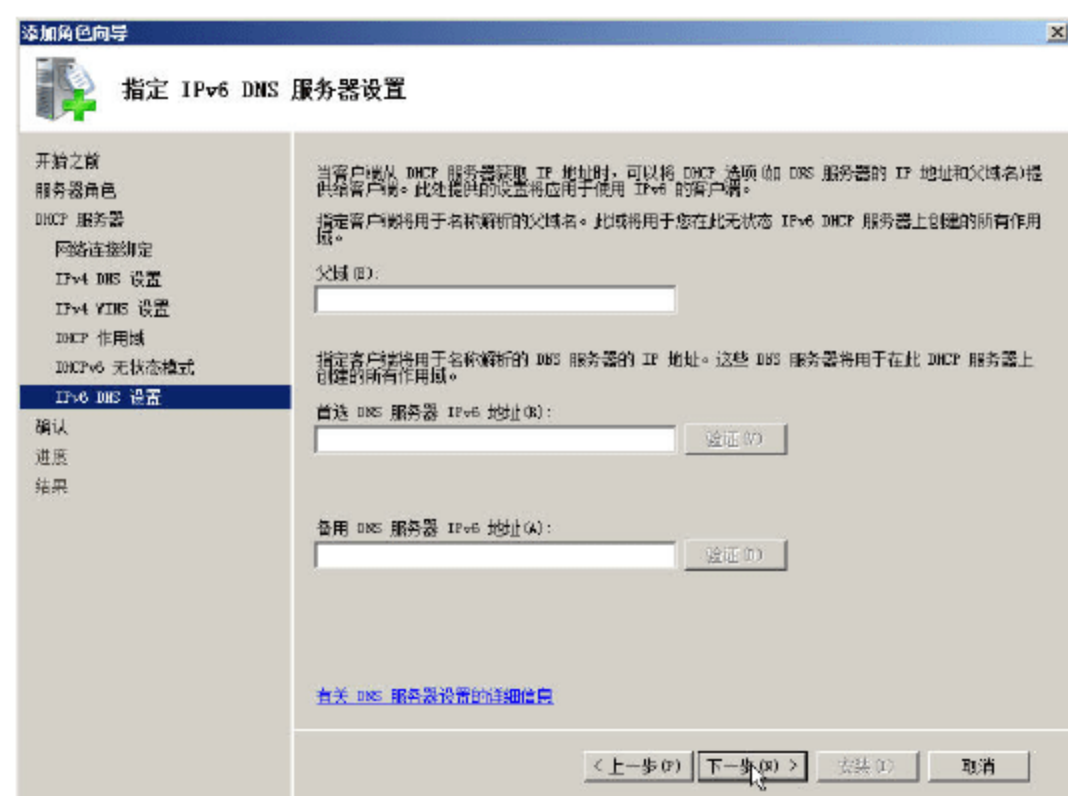 添加角色向导
指定 IPv6 DNS 服务器设置
开始之前
服务器角色
DHCP 服务器
网络连接绑定
IPv4 DNS 设置
IPv4 WINS 设置
DHCP 作用域
DHCPv6 无状态模式
IPv6 DNS 设置
确认
进度
结果
当客户端从 DHCP 服务器获取 IP 地址时，可以将 DHCP 选项(如 DNS 服务器的 IP 地址和父域名)提
供给客户端。此处提供的设置将应用于使用 IPv6 的客户端。
指定客户端将用于名称解析的父域名。此域将用于您在此无状态 IPv6 DHCP 服务器上创建的所有作用
域。
父域(E):
指定客户端将用于名称解析的 DNS 服务器的 IP 地址。这些 DNS 服务器将用于在此 DHCP 服务器上
创建的所有作用域。
首选 DNS 服务器 IPv6 地址(R):
验证(V)
备用 DNS 服务器 IPv6 地址(A):
验证(D)
有关 DNS 服务器设置的详细信息
< 上一步(P)
下一步(N) >
安装(I)
取消